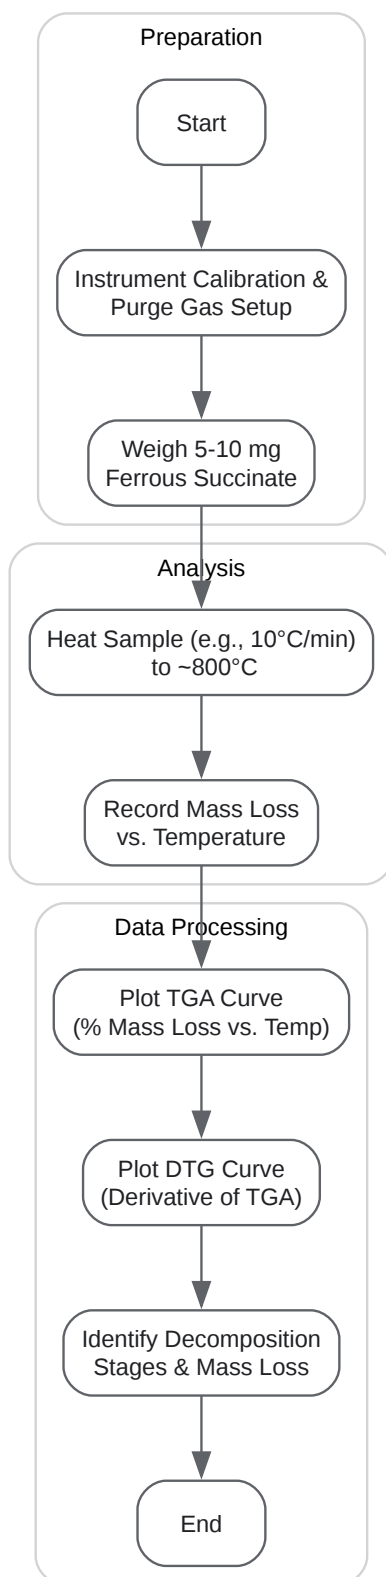 Preparation
Start
Instrument Calibration &
Purge Gas Setup
Weigh 5-10 mg
Ferrous Succinate
Analysis
Heat Sample (e.g., 10°C/min)
to ~800°C
Record Mass Loss
vs. Temperature
Data Processing
Plot TGA Curve
(% Mass Loss vs. Temp)
Plot DTG Curve
(Derivative of TGA)
Identify Decomposition
Stages & Mass Loss
End